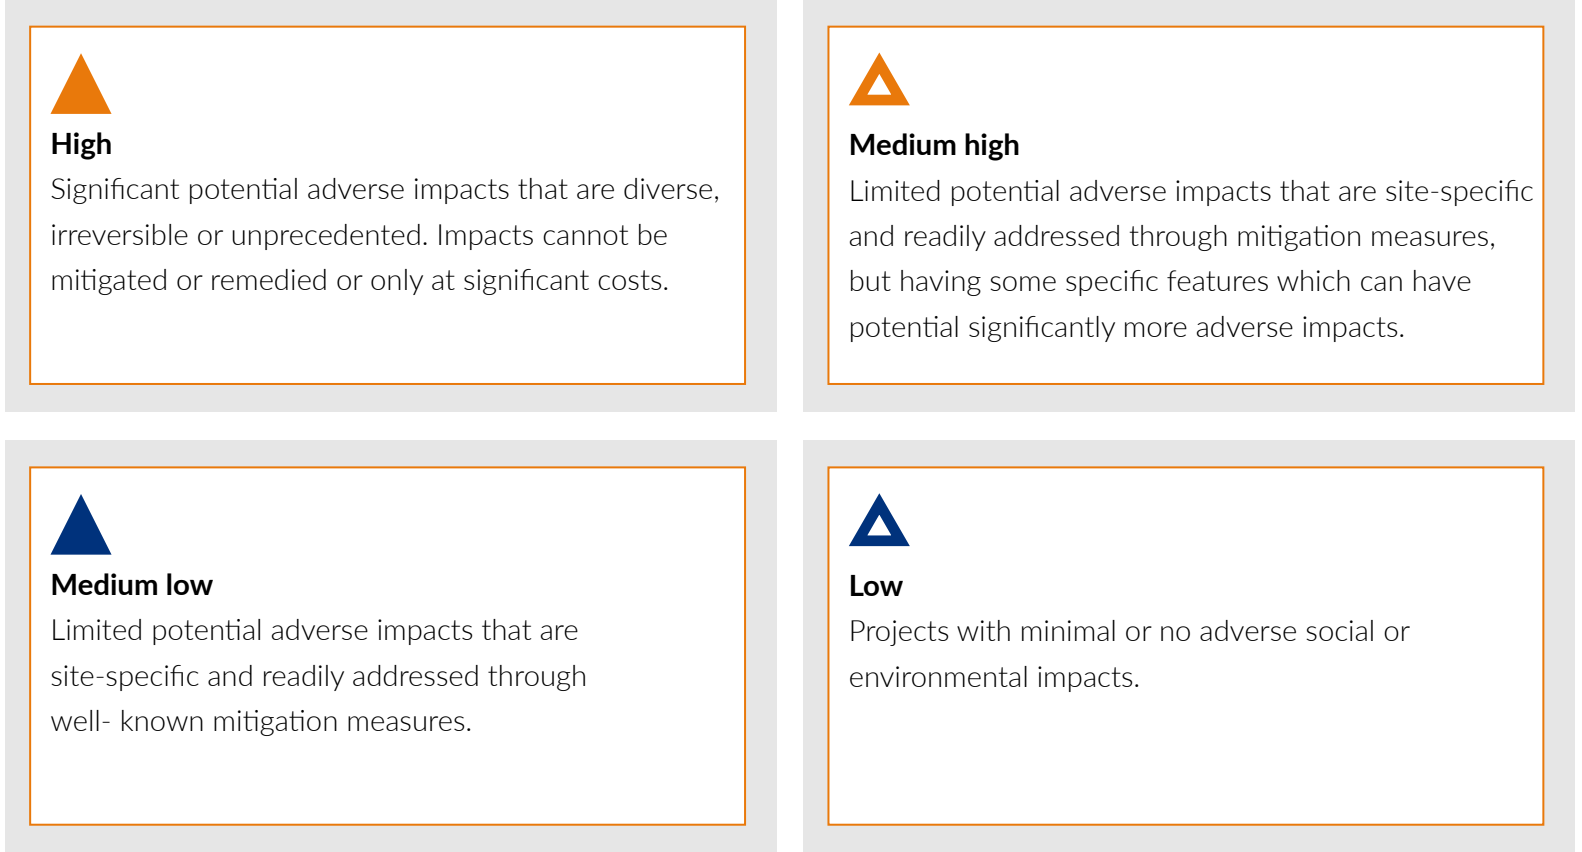 High
Significant potential adverse impacts that are diverse,
irreversible or unprecedented. Impacts cannot be
mitigated or remedied or only at significant costs.
Medium high
Limited potential adverse impacts that are site-specific
and readily addressed through mitigation measures,
but having some specific features which can have
potential significantly more adverse impacts.
Medium low
Limited potential adverse impacts that are
site-specific and readily addressed through
well- known mitigation measures.
Low
Projects with minimal or no adverse social or
environmental impacts.